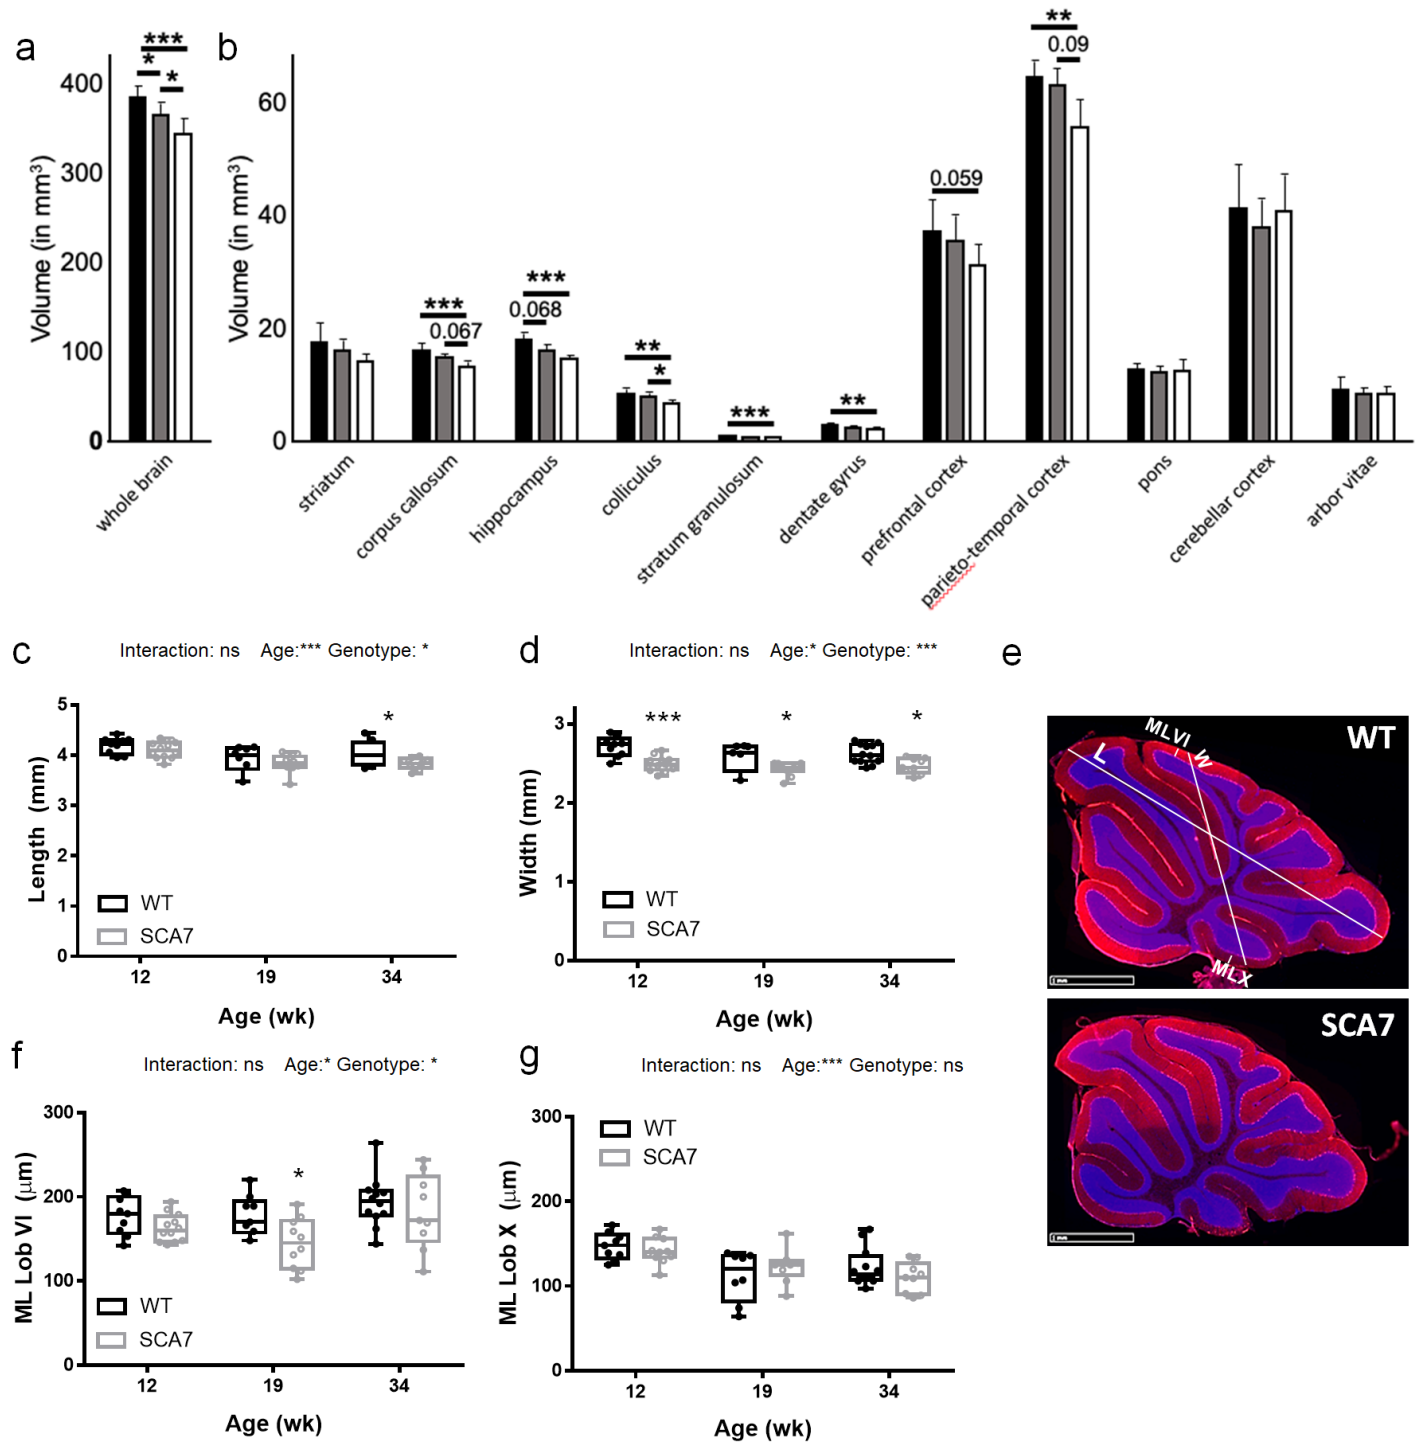 a
b
***
*
*
400
300
200
100
0
Volume (in mm³)
whole brain
60
40
20
0
Volume (in mm³)
***
0.067
***
0.068
**
*
***
**
0.059
**
0.09
striatum
corpus callosum
hippocampus
colliculus
stratum granulosum
dentate gyrus
prefrontal cortex
parieto-temporal cortex
pons
cerebellar cortex
arbor vitae
c
Interaction: ns Age:*** Genotype: *
5
4
3
2
1
0
Length (mm)
*
WT
SCA7
12
19
34
Age (wk)
d
Interaction: ns Age:* Genotype: ***
3
2
1
0
Width (mm)
***
*
*
WT
SCA7
12
19
34
Age (wk)
e
WT
MLVI
W
L
MLX
SCA7
f
Interaction: ns Age:* Genotype: *
300
200
100
0
ML Lob VI (μm)
*
WT
SCA7
12
19
34
Age (wk)
g
Interaction: ns Age:*** Genotype: ns
300
200
100
0
ML Lob X (μm)
WT
SCA7
12
19
34
Age (wk)